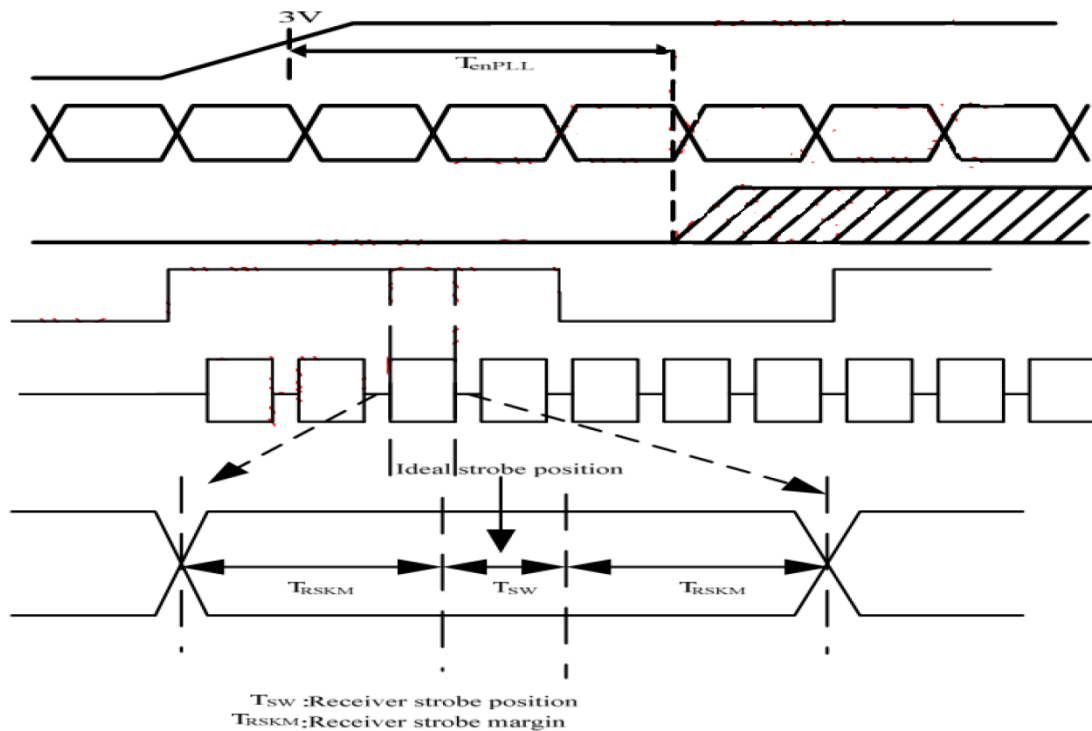 3V
TenPLL
Ideal strobe position
TRSKM
TSW
TRSKM
TSW :Receiver strobe position
TRSKM:Receiver strobe margin